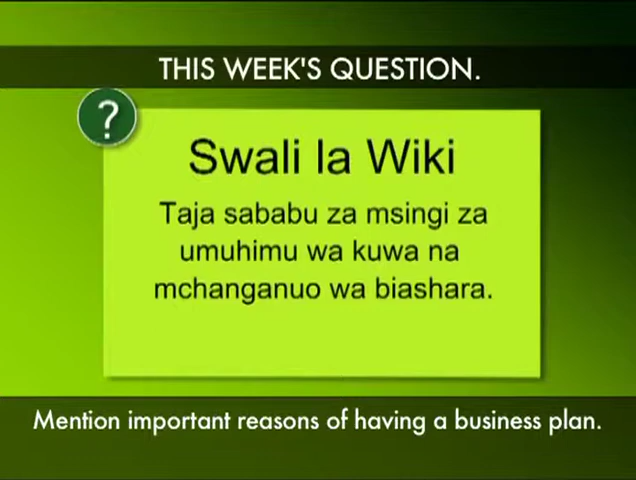 THIS WEEK'S QUESTION.
?
Swali la Wiki
Taja sababu za msingi za
umuhimu wa kuwa na
mchanganuo wa biashara.
Mention important reasons of having a business plan.